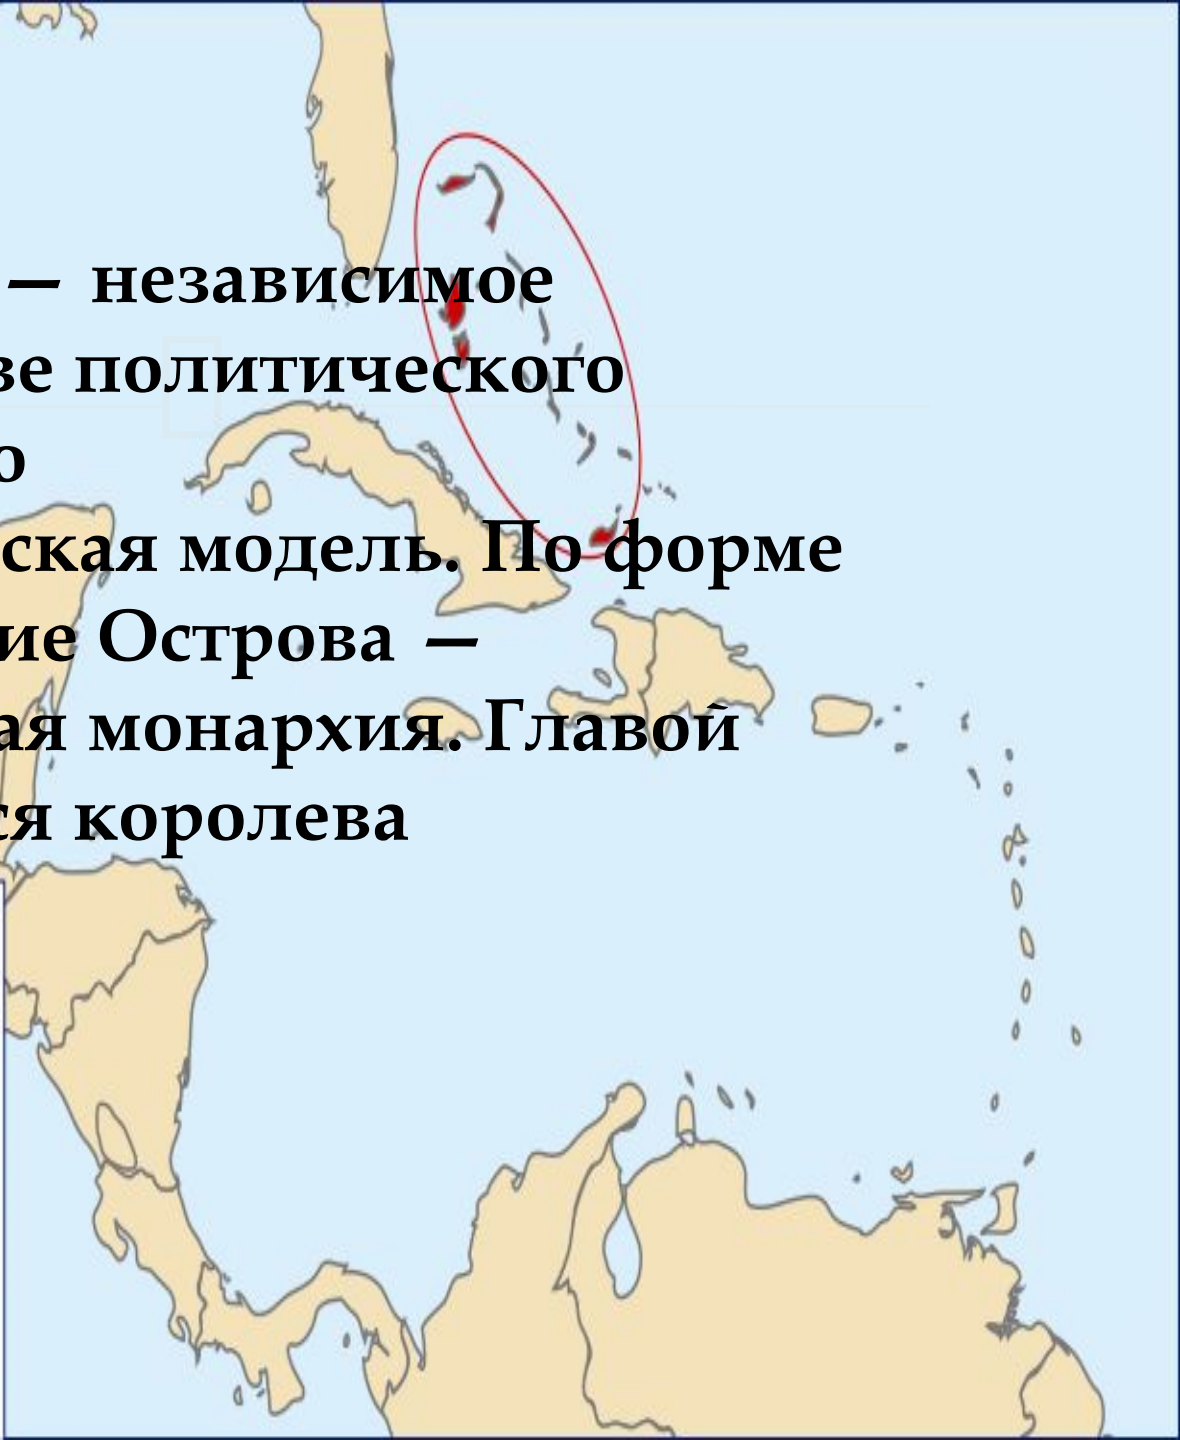 — независимое
ве политического
о
ская модель. По форме
ие Острова —
ая монархия. Главой
ся королева